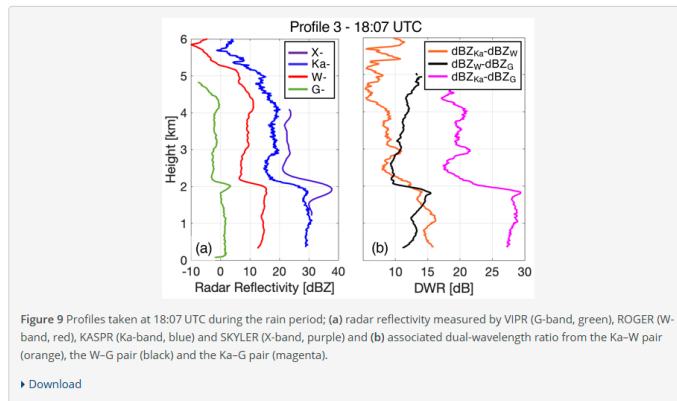 Profile 3 - 18:07 UTC
6
5
4
3
2
1
0
Height [km]
X-
Ka-
W-
G-
(a)
-10 0 10 20 30 40
Radar Reflectivity [dBZ]
dBZKa-dBZW
dBZW-dBZG
dBZKa-dBZG
(b)
10 15 20 25 30
DWR [dB]
Figure 9 Profiles taken at 18:07 UTC during the rain period; (a) radar reflectivity measured by VIPR (G-band, green), ROGER (W-
band, red), KASPR (Ka-band, blue) and SKYLER (X-band, purple) and (b) associated dual-wavelength ratio from the Ka–W pair
(orange), the W–G pair (black) and the Ka–G pair (magenta).
Download